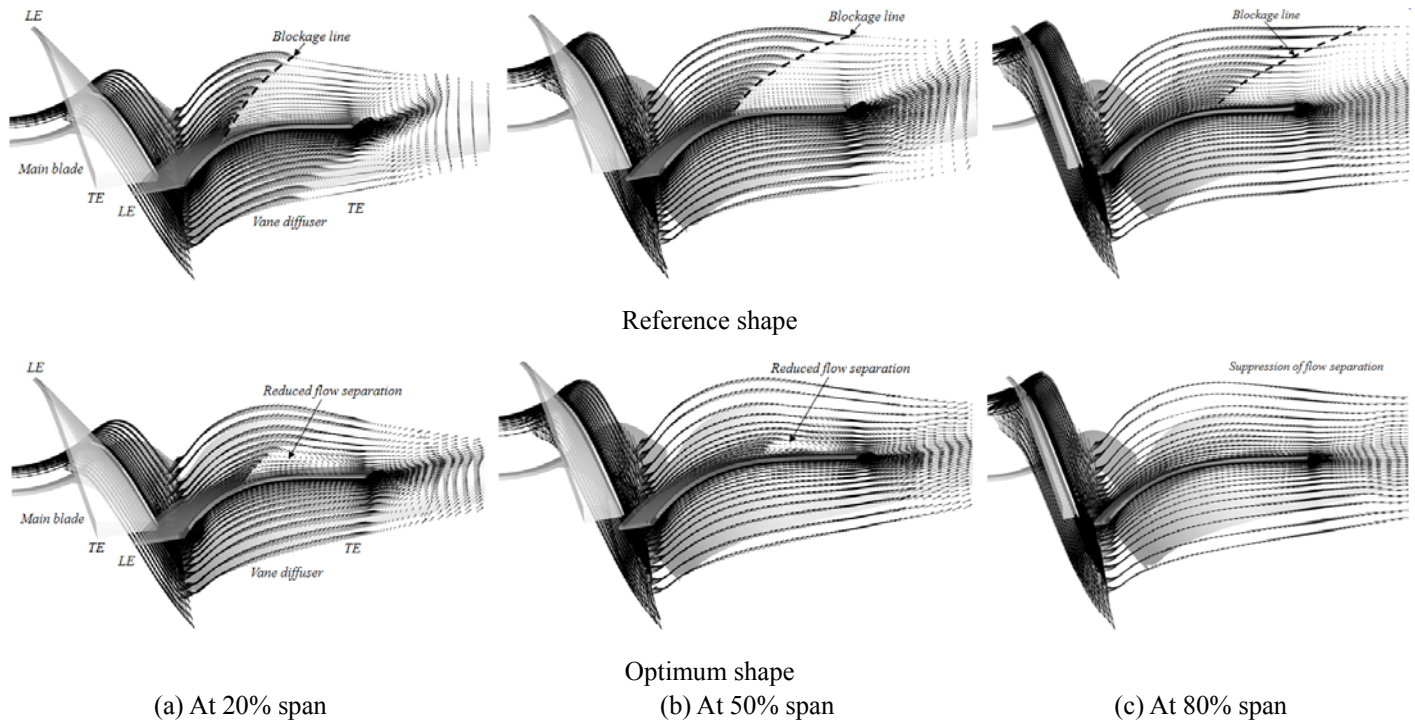 LE
Blockage line
Main blade
TE
LE
Vane diffuser
TE
Blockage line
Blockage line
Reference shape
LE
Reduced flow separation
Main blade
TE
LE
Vane diffuser
TE
Reduced flow separation
Suppression of flow separation
Optimum shape
(a) At 20% span
(b) At 50% span
(c) At 80% span